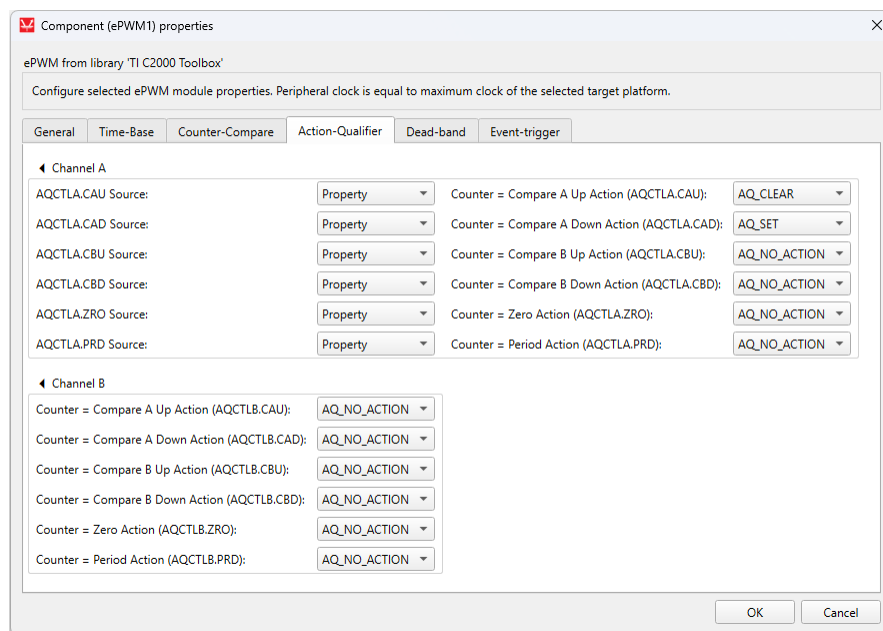 Component (ePWM1) properties
ePWM from library 'TI C2000 Toolbox'
Configure selected ePWM module properties. Peripheral clock is equal to maximum clock of the selected target platform.
General Time-Base Counter-Compare Action-Qualifier Dead-band Event-trigger
Channel A
AQCTLA.CAU Source: Property Counter = Compare A Up Action (AQCTLA.CAU): AQ_CLEAR
AQCTLA.CAD Source: Property Counter = Compare A Down Action (AQCTLA.CAD): AQ_SET
AQCTLA.CBU Source: Property Counter = Compare B Up Action (AQCTLA.CBU): AQ_NO_ACTION
AQCTLA.CBD Source: Property Counter = Compare B Down Action (AQCTLA.CBD): AQ_NO_ACTION
AQCTLA.ZRO Source: Property Counter = Zero Action (AQCTLA.ZRO): AQ_NO_ACTION
AQCTLA.PRD Source: Property Counter = Period Action (AQCTLA.PRD): AQ_NO_ACTION
Channel B
Counter = Compare A Up Action (AQCTLB.CAU): AQ_NO_ACTION
Counter = Compare A Down Action (AQCTLB.CAD): AQ_NO_ACTION
Counter = Compare B Up Action (AQCTLB.CBU): AQ_NO_ACTION
Counter = Compare B Down Action (AQCTLB.CBD): AQ_NO_ACTION
Counter = Zero Action (AQCTLB.ZRO): AQ_NO_ACTION
Counter = Period Action (AQCTLB.PRD): AQ_NO_ACTION
OK Cancel